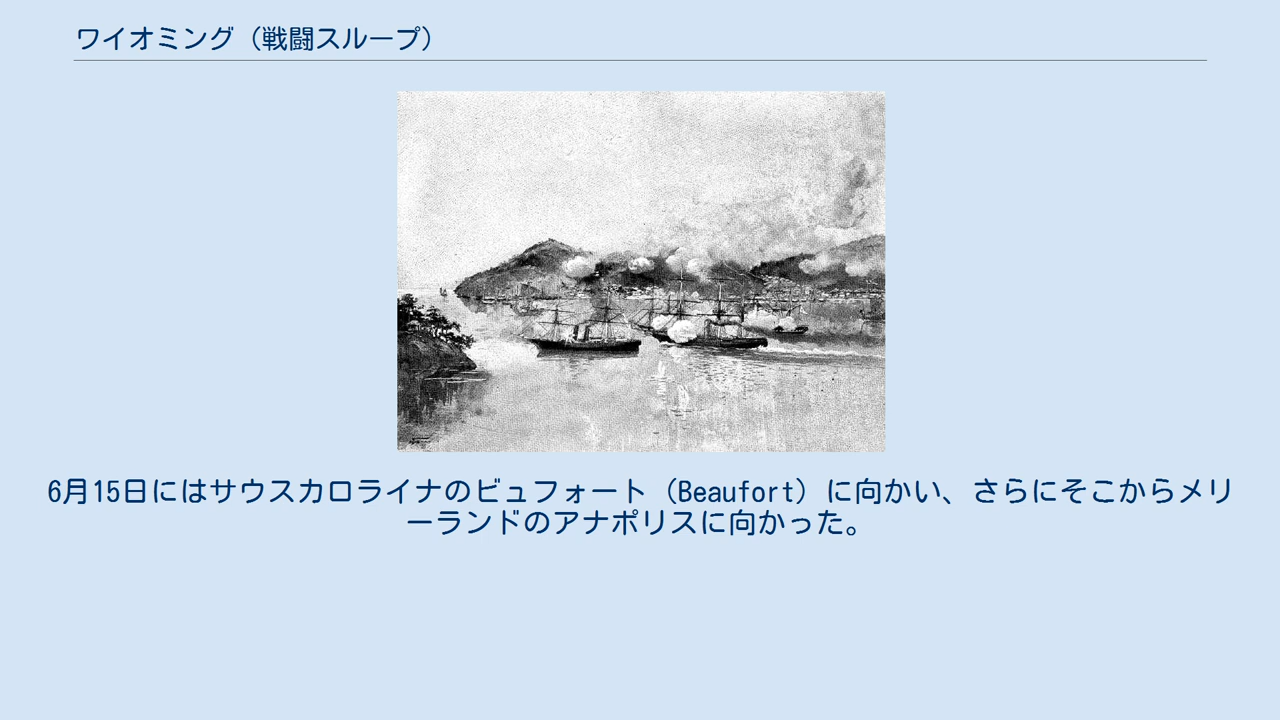 ワイオミング（戦闘スループ）
6月15日にはサウスカロライナのビュフォート（Beaufort）に向かい、さらにそこからメリ
ーランドのアナポリスに向かった。